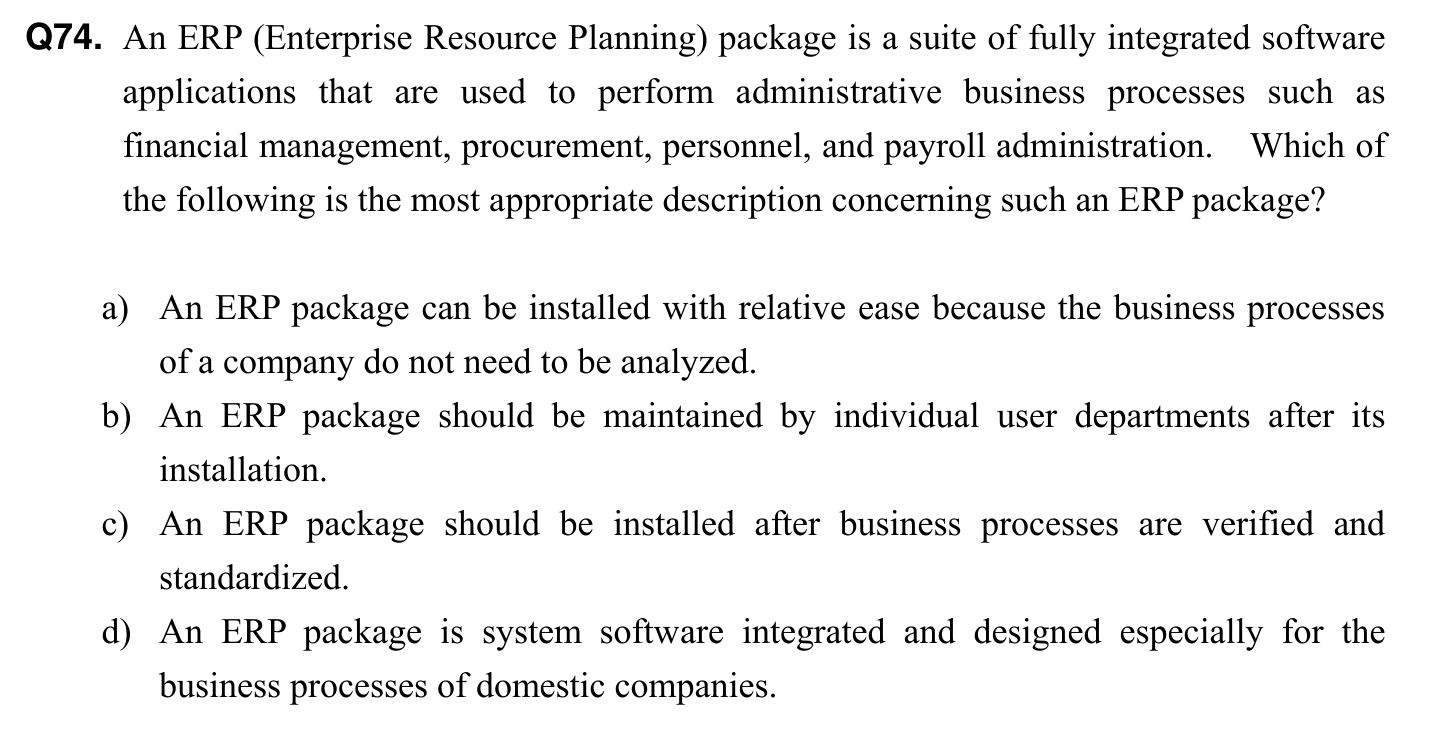 Q74. An ERP (Enterprise Resource Planning) package is a suite of fully integrated software
applications that are used to perform administrative business processes such as
financial management, procurement, personnel, and payroll administration. Which of
the following is the most appropriate description concerning such an ERP package?
a) An ERP package can be installed with relative ease because the business processes
of a company do not need to be analyzed.
b) An ERP package should be maintained by individual user departments after its
installation.
c) An ERP package should be installed after business processes are verified and
standardized.
d) An ERP package is system software integrated and designed especially for the
business processes of domestic companies.